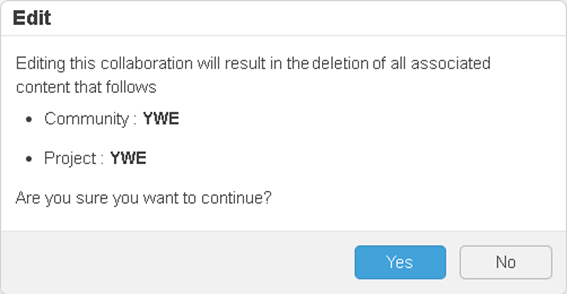 Edit
Editing this collaboration will result in the deletion of all associated
content that follows
• Community : YWE
• Project : YWE
Are you sure you want to continue?
Yes No